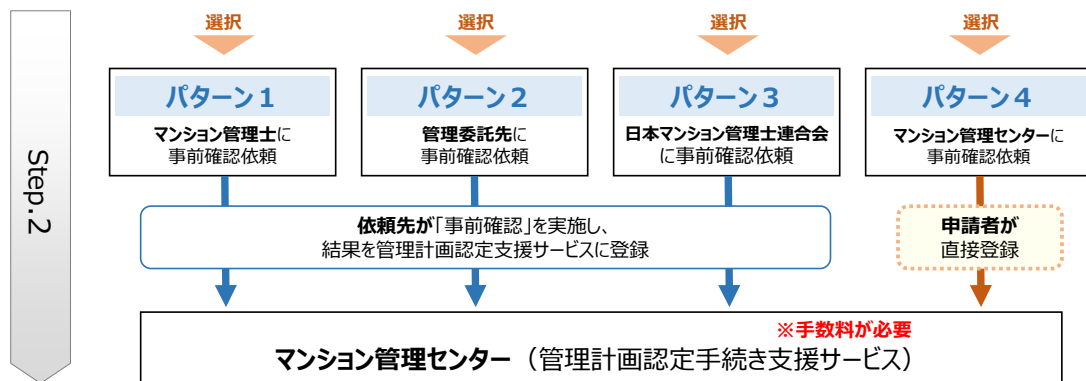 選択
選択
選択
選択
Step.2
パターン１
マンション管理士に
事前確認依頼
パターン２
管理委託先に
事前確認依頼
パターン３
日本マンション管理士連合会
に事前確認依頼
パターン４
マンション管理センターに
事前確認依頼
依頼先が「事前確認」を実施し、
結果を管理計画認定支援サービスに登録
申請者が
直接登録
※手数料が必要
マンション管理センター（管理計画認定手続き支援サービス）